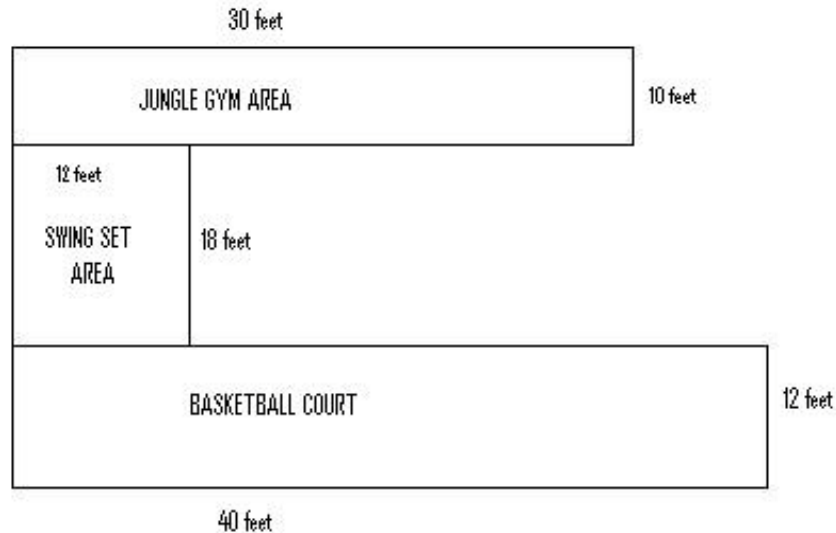 30 feet
JUNGLE GYM AREA
10 feet
12 feet
SWING SET
AREA
18 feet
BASKETBALL COURT
12 feet
40 feet